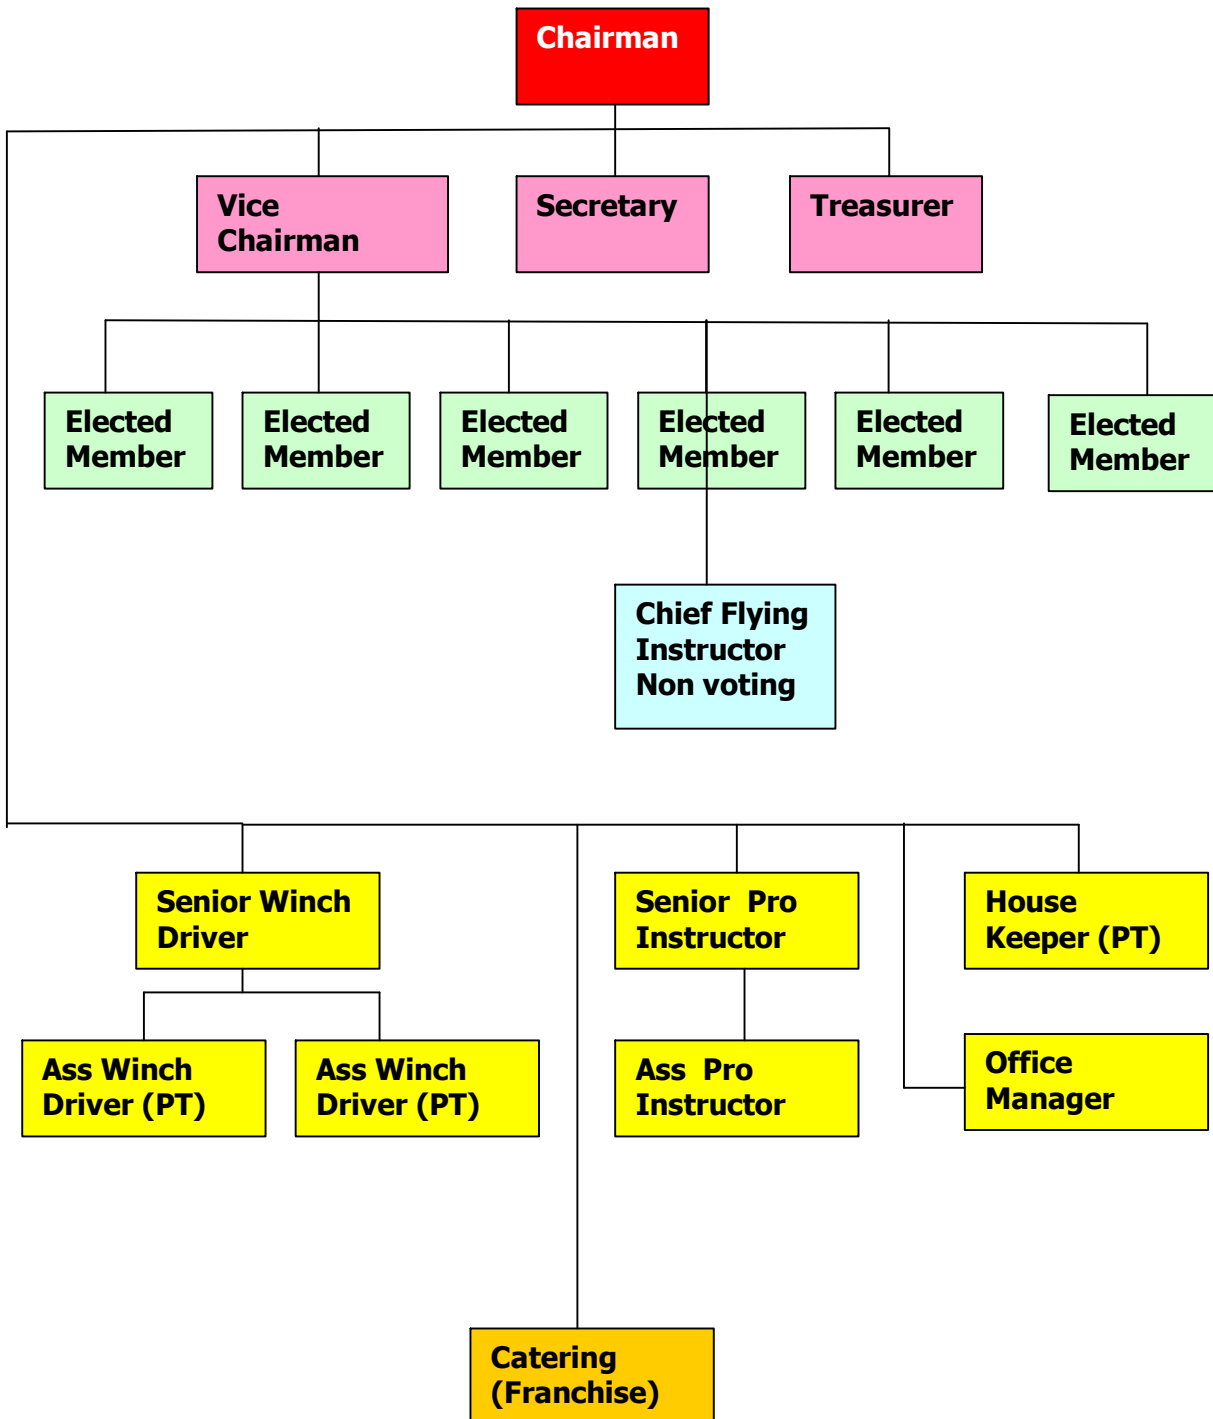 Chairman
Vice
Chairman
Secretary
Treasurer
Elected
Member
Elected
Member
Elected
Member
Elected
Member
Elected
Member
Elected
Member
Chief Flying
Instructor
Non voting
Senior Winch
Driver
Senior Pro
Instructor
House
Keeper (PT)
Ass Winch
Driver (PT)
Ass Winch
Driver (PT)
Ass Pro
Instructor
Office
Manager
Catering
(Franchise)